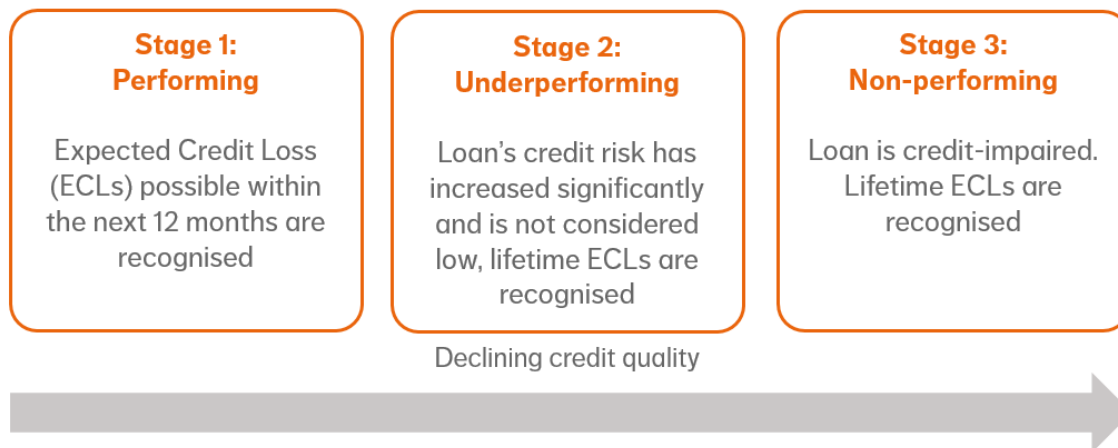 Stage 1:
Performing
Expected Credit Loss
(ECLs) possible within
the next 12 months are
recognised
Stage 2:
Underperforming
Loan's credit risk has
increased significantly
and is not considered
low, lifetime ECLs are
recognised
Stage 3:
Non-performing
Loan is credit-impaired.
Lifetime ECLs are
recognised
Declining credit quality